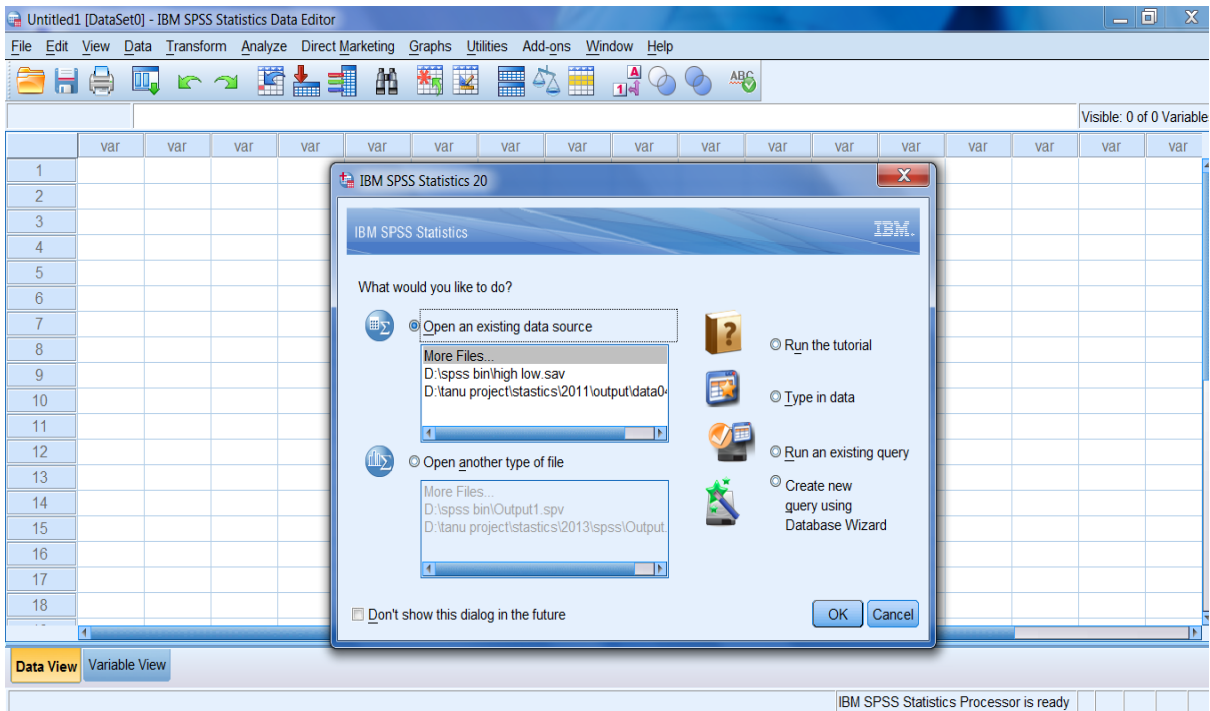 Untitled1 [DataSet0] - IBM SPSS Statistics Data Editor
File Edit View Data Transform Analyze Direct Marketing Graphs Utilities Add-ons Window Help
A
1
ABC
Visible: 0 of 0 Variable
var var var var var var var var var var var var var var var var var
1
2
3
4
5
6
7
8
9
10
11
12
13
14
15
16
17
18
IBM SPSS Statistics 20
X
IBM SPSS Statistics
IBM.
What would you like to do?
Open an existing data source
More Files...
D:\spss bin\high low.sav
D:\tanu project\stastics\2011\output\data04
Open another type of file
More Files...
D:\spss bin\Output1.spv
D:\tanu project\stastics\2013\spss\Output.
?
Run the tutorial
Type in data
Run an existing query
Create new
query using
Database Wizard
Don't show this dialog in the future
OK Cancel
Data View Variable View
IBM SPSS Statistics Processor is ready